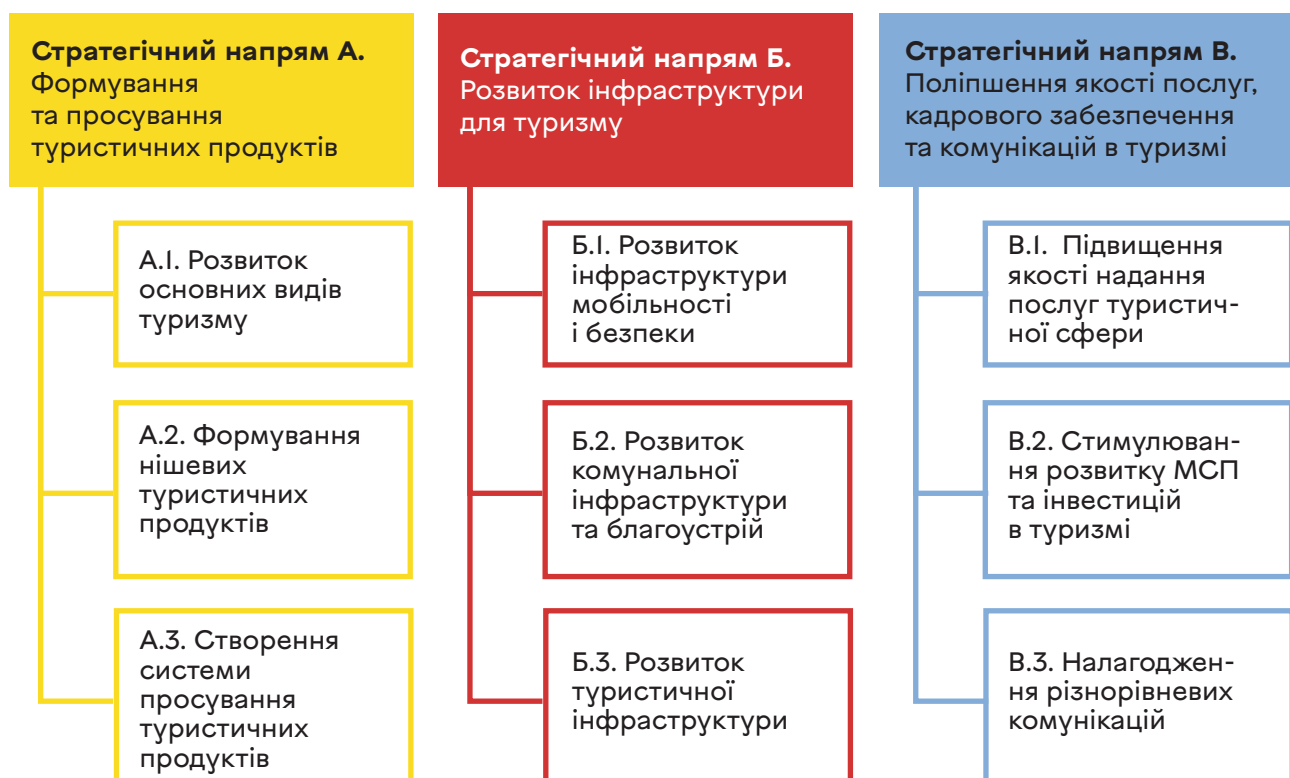 Стратегічний напрям А.
Формування
та просування
туристичних продуктів
А.1. Розвиток
основних видів
туризму
А.2. Формування
нішевих
туристичних
продуктів
А.3. Створення
системи
просування
туристичних
продуктів
Стратегічний напрям Б.
Розвиток інфраструктури
для туризму
Б.1. Розвиток
інфраструктури
мобільності
і безпеки
Б.2. Розвиток
комунальної
інфраструктури
та благоустрій
Б.3. Розвиток
туристичної
інфраструктури
Стратегічний напрям В.
Поліпшення якості послуг,
кадрового забезпечення
та комунікацій в туризмі
В.1. Підвищення
якості надання
послуг туристич-
ної сфери
В.2. Стимулюван-
ня розвитку МСП
та інвестицій
в туризмі
В.3. Налагоджен-
ня різнорівневих
комунікацій